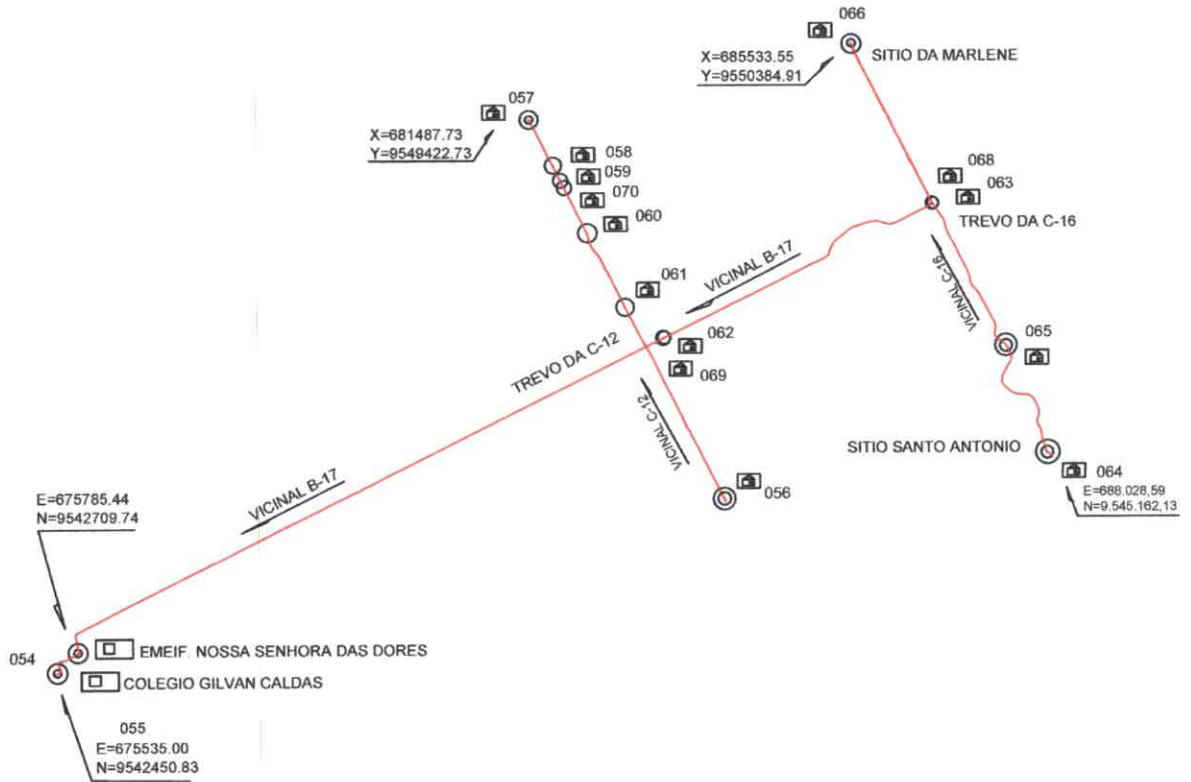 066
X=685533.55
Y=9550384.91
SITIO DA MARLENE
057
X=681487.73
Y=9549422.73
058
059
070
060
068
063
TREVO DA C-16
VICINAL B-17
VICINAL C-16
061
062
069
TREVO DA C-12
VICINAL C-12
065
SITIO SANTO ANTONIO
064
E=688.028,59
N=9.545.162,13
056
VICINAL B-17
E=675785.44
N=9542709.74
054
EMEIF. NOSSA SENHORA DAS DORES
COLEGIO GILVAN CALDAS
055
E=675535.00
N=9542450.83